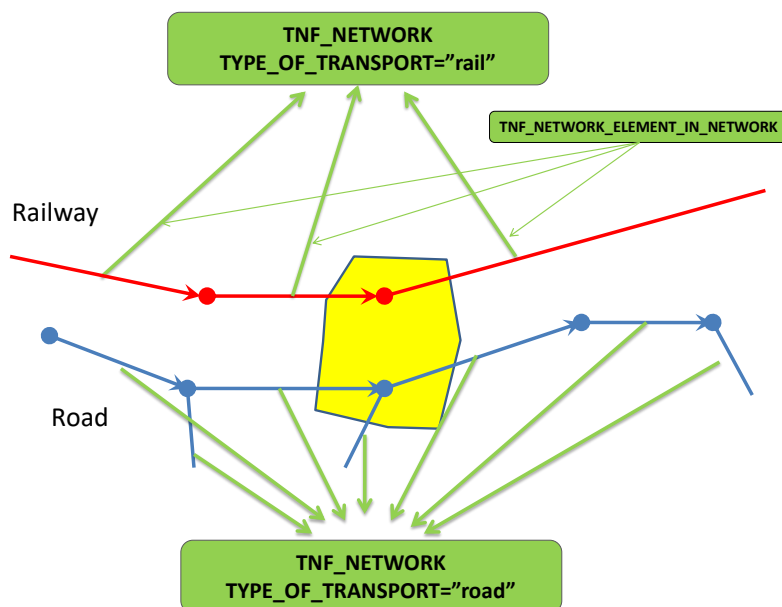 TNF_NETWORK
TYPE_OF_TRANSPORT=”rail”
TNF_NETWORK_ELEMENT_IN_NETWORK
Railway
Road
TNF_NETWORK
TYPE_OF_TRANSPORT=”road”